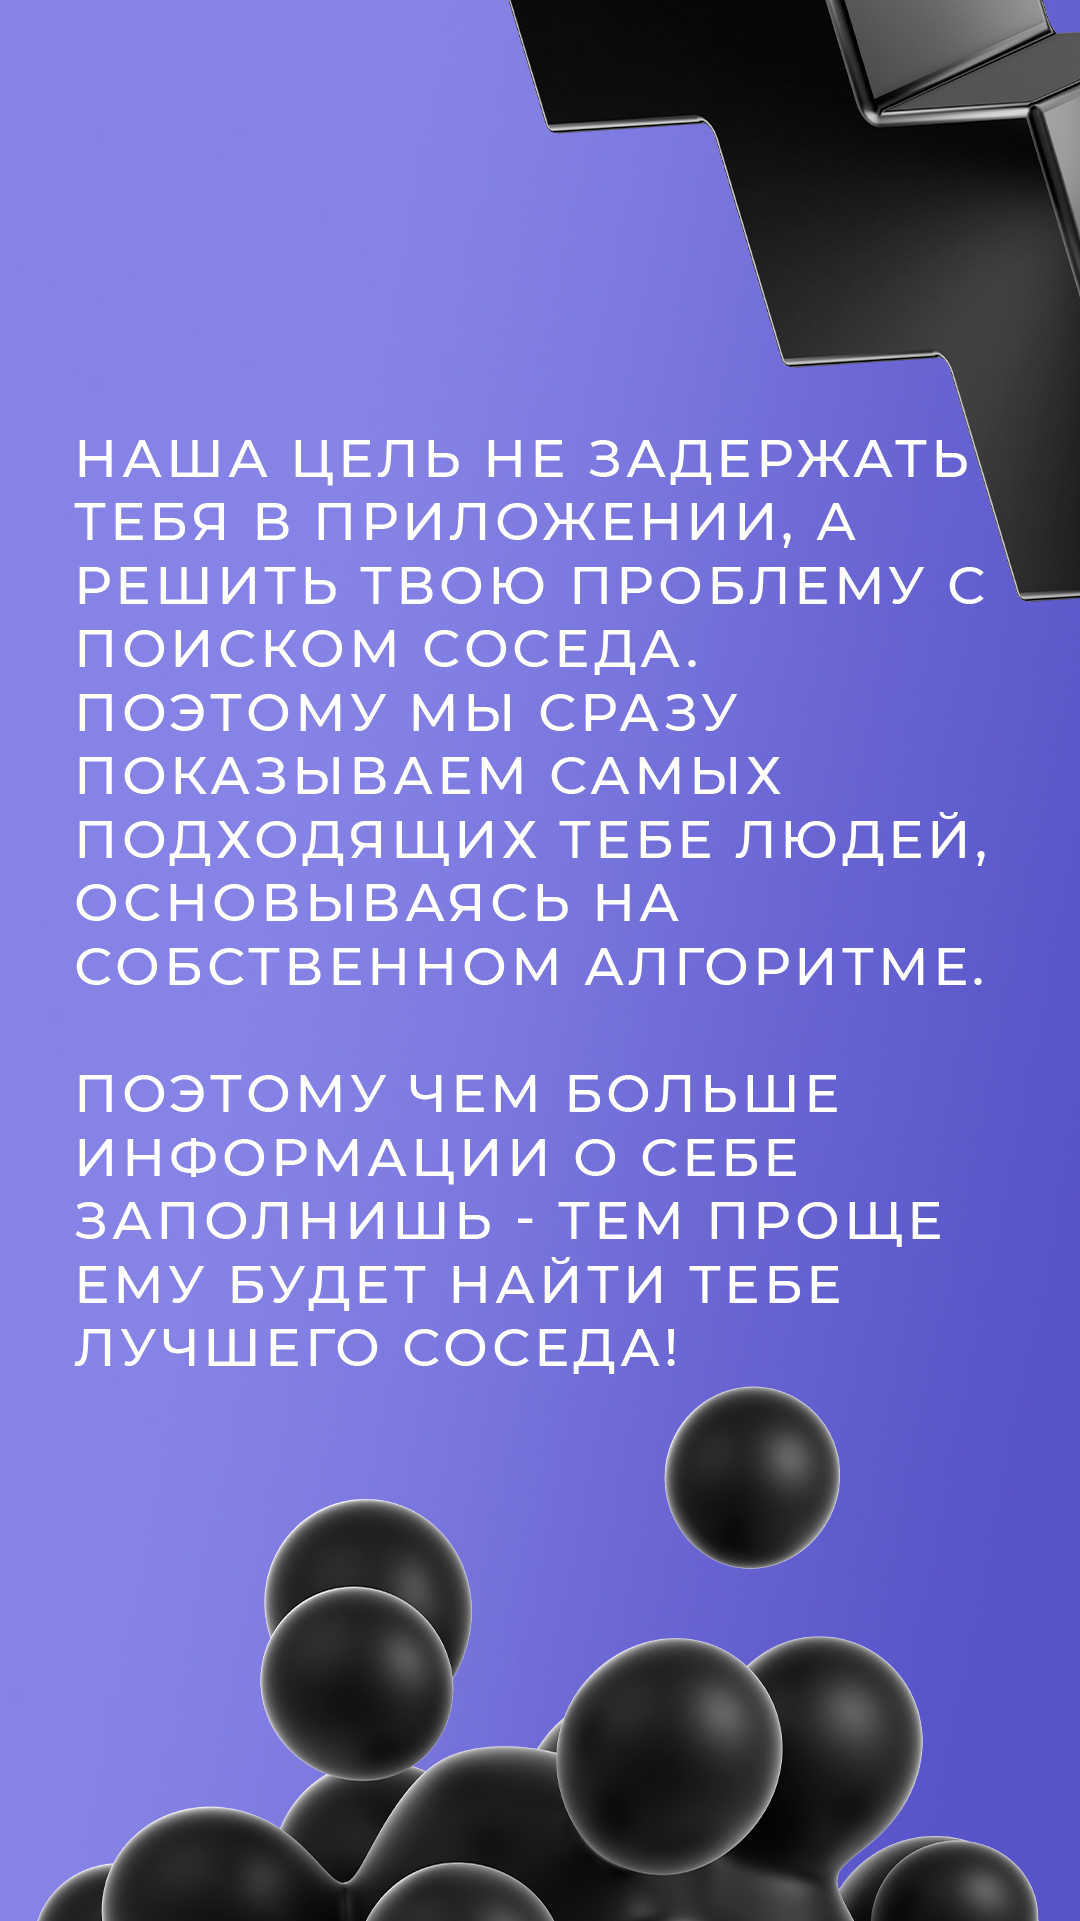 НАША ЦЕЛЬ НЕ ЗАДЕРЖАТЬ
ТЕБЯ В ПРИЛОЖЕНИИ, А
РЕШИТЬ ТВОЮ ПРОБЛЕМУ С
ПОИСКОМ СОСЕДА.
ПОЭТОМУ МЫ СРАЗУ
ПОКАЗЫВАЕМ САМЫХ
ПОДХОДЯЩИХ ТЕБЕ ЛЮДЕЙ,
ОСНОВЫВАЯСЬ НА
СОБСТВЕННОМ АЛГОРИТМЕ.
ПОЭТОМУ ЧЕМ БОЛЬШЕ
ИНФОРМАЦИИ О СЕБЕ
ЗАПОЛНИШЬ - ТЕМ ПРОЩЕ
ЕМУ БУДЕТ НАЙТИ ТЕБЕ
ЛУЧШЕГО СОСЕДА!